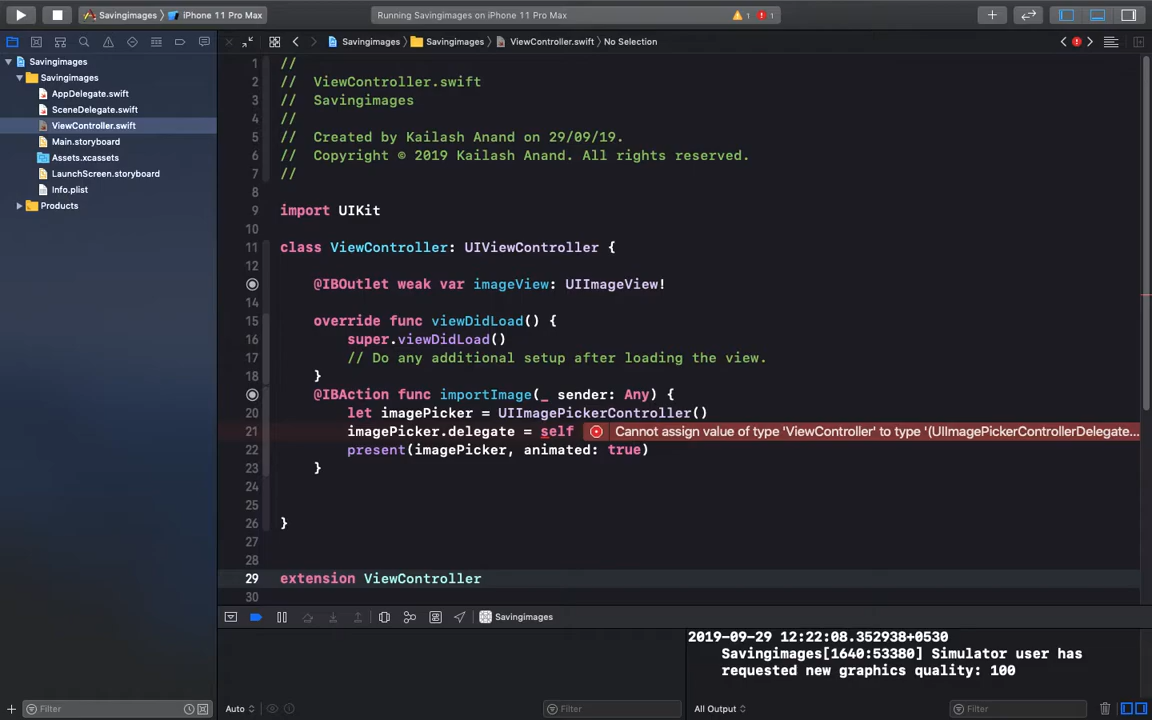 Savingimages
iPhone 11 Pro Max
Running Savingimages on iPhone 11 Pro Max
1
1
Savingimages
Savingimages
ViewController.swift
No Selection
Savingimages
Savingimages
AppDelegate.swift
SceneDelegate.swift
ViewController.swift
Main.storyboard
Assets.xcassets
LaunchScreen.storyboard
Info.plist
Products
1 //
2 //  ViewController.swift
3 //  Savingimages
4 //
5 //  Created by Kailash Anand on 29/09/19.
6 //  Copyright © 2019 Kailash Anand. All rights reserved.
7 //
8
9 import UIKit
10
11 class ViewController: UIViewController {
12
@IBOutlet weak var imageView: UIImageView!
14
15 override func viewDidLoad() {
16 super.viewDidLoad()
17 // Do any additional setup after loading the view.
18 }
@IBAction func importImage(_ sender: Any) {
20 let imagePicker = UIImagePickerController()
21 imagePicker.delegate = self Cannot assign value of type 'ViewController' to type '(UIImagePickerControllerDelegate...
22 present(imagePicker, animated: true)
23 }
24
25
26 }
27
28
29 extension ViewController
30
Savingimages
2019-09-29 12:22:08.352938+0530
Savingimages[1640:53380] Simulator user has
requested new graphics quality: 100
Filter
Auto
Filter
All Output
Filter